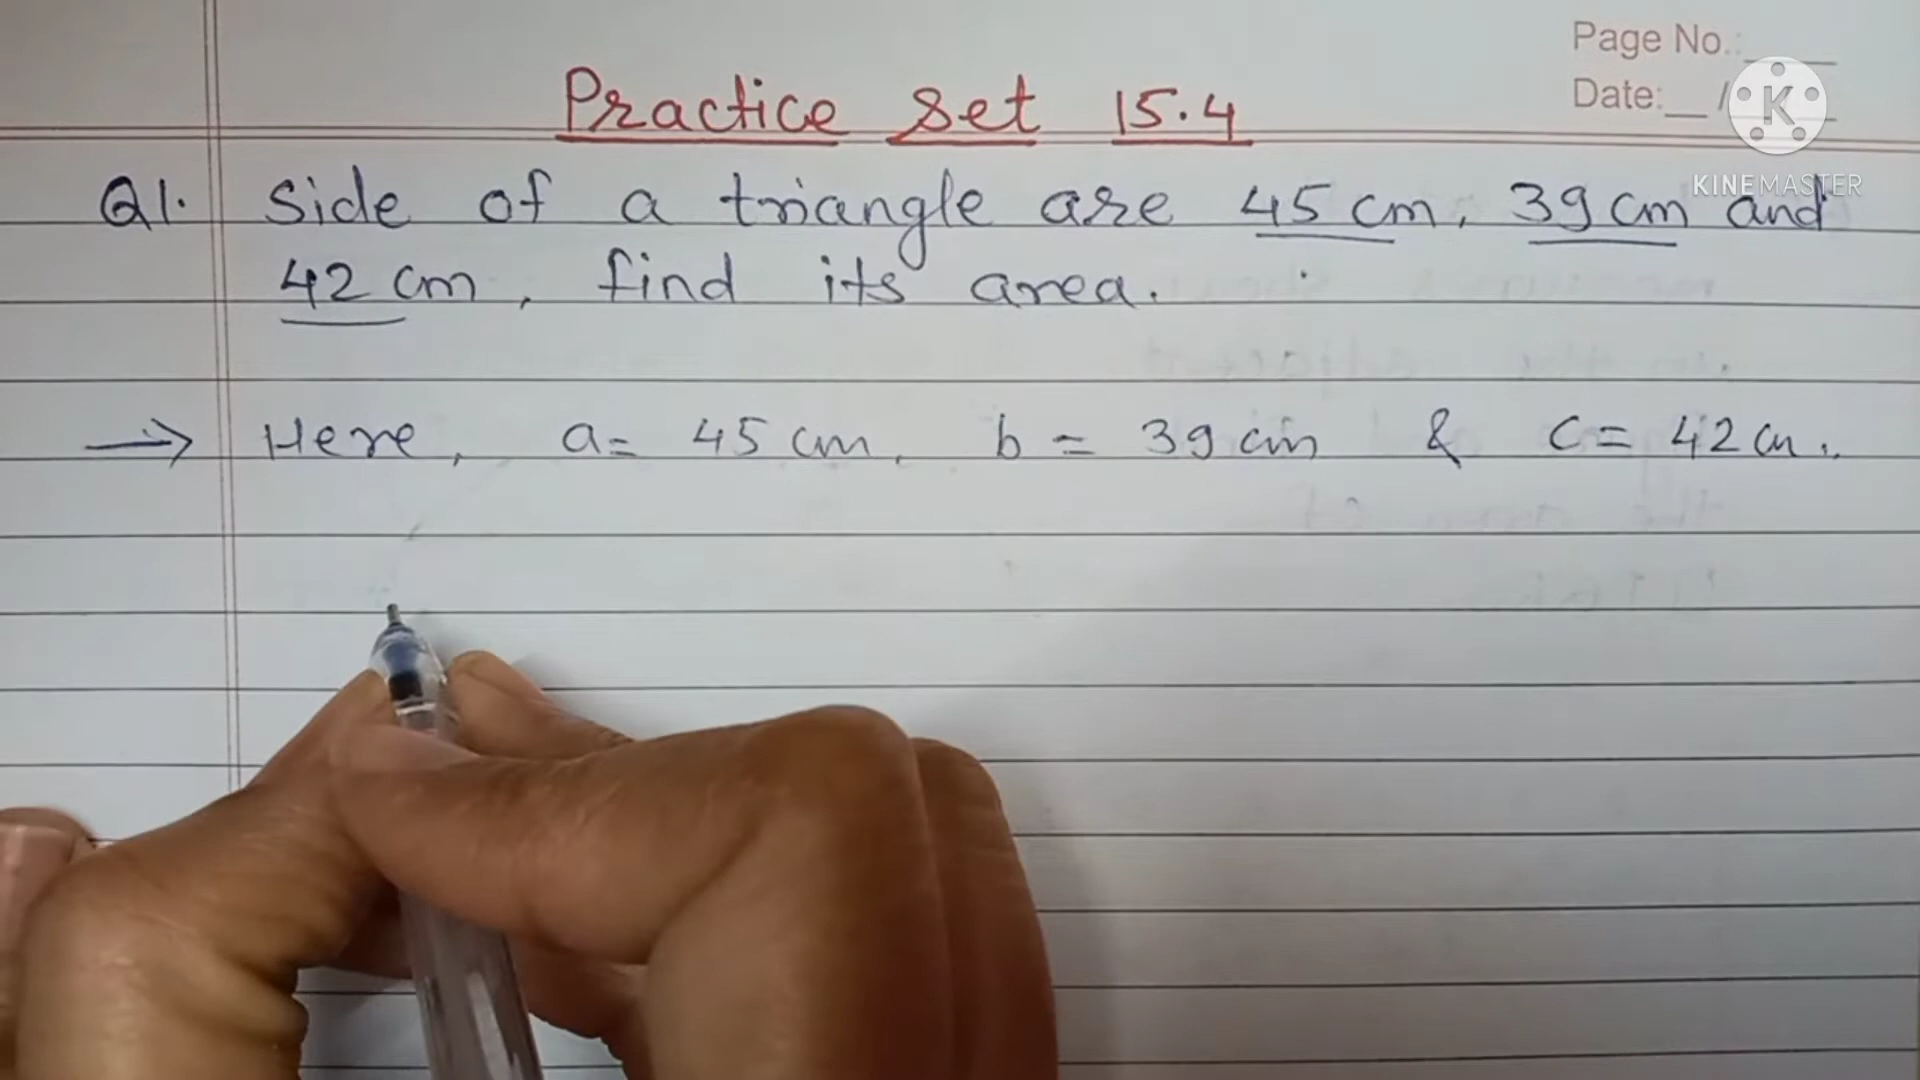 Page No.:
Date: /
KINEMASTER
Practice set 15.4
Q1. Side of a triangle are 45 cm, 39 cm and
42 cm, find its area.
→ Here, a = 45 cm, b = 39 cm & c = 42 cm.